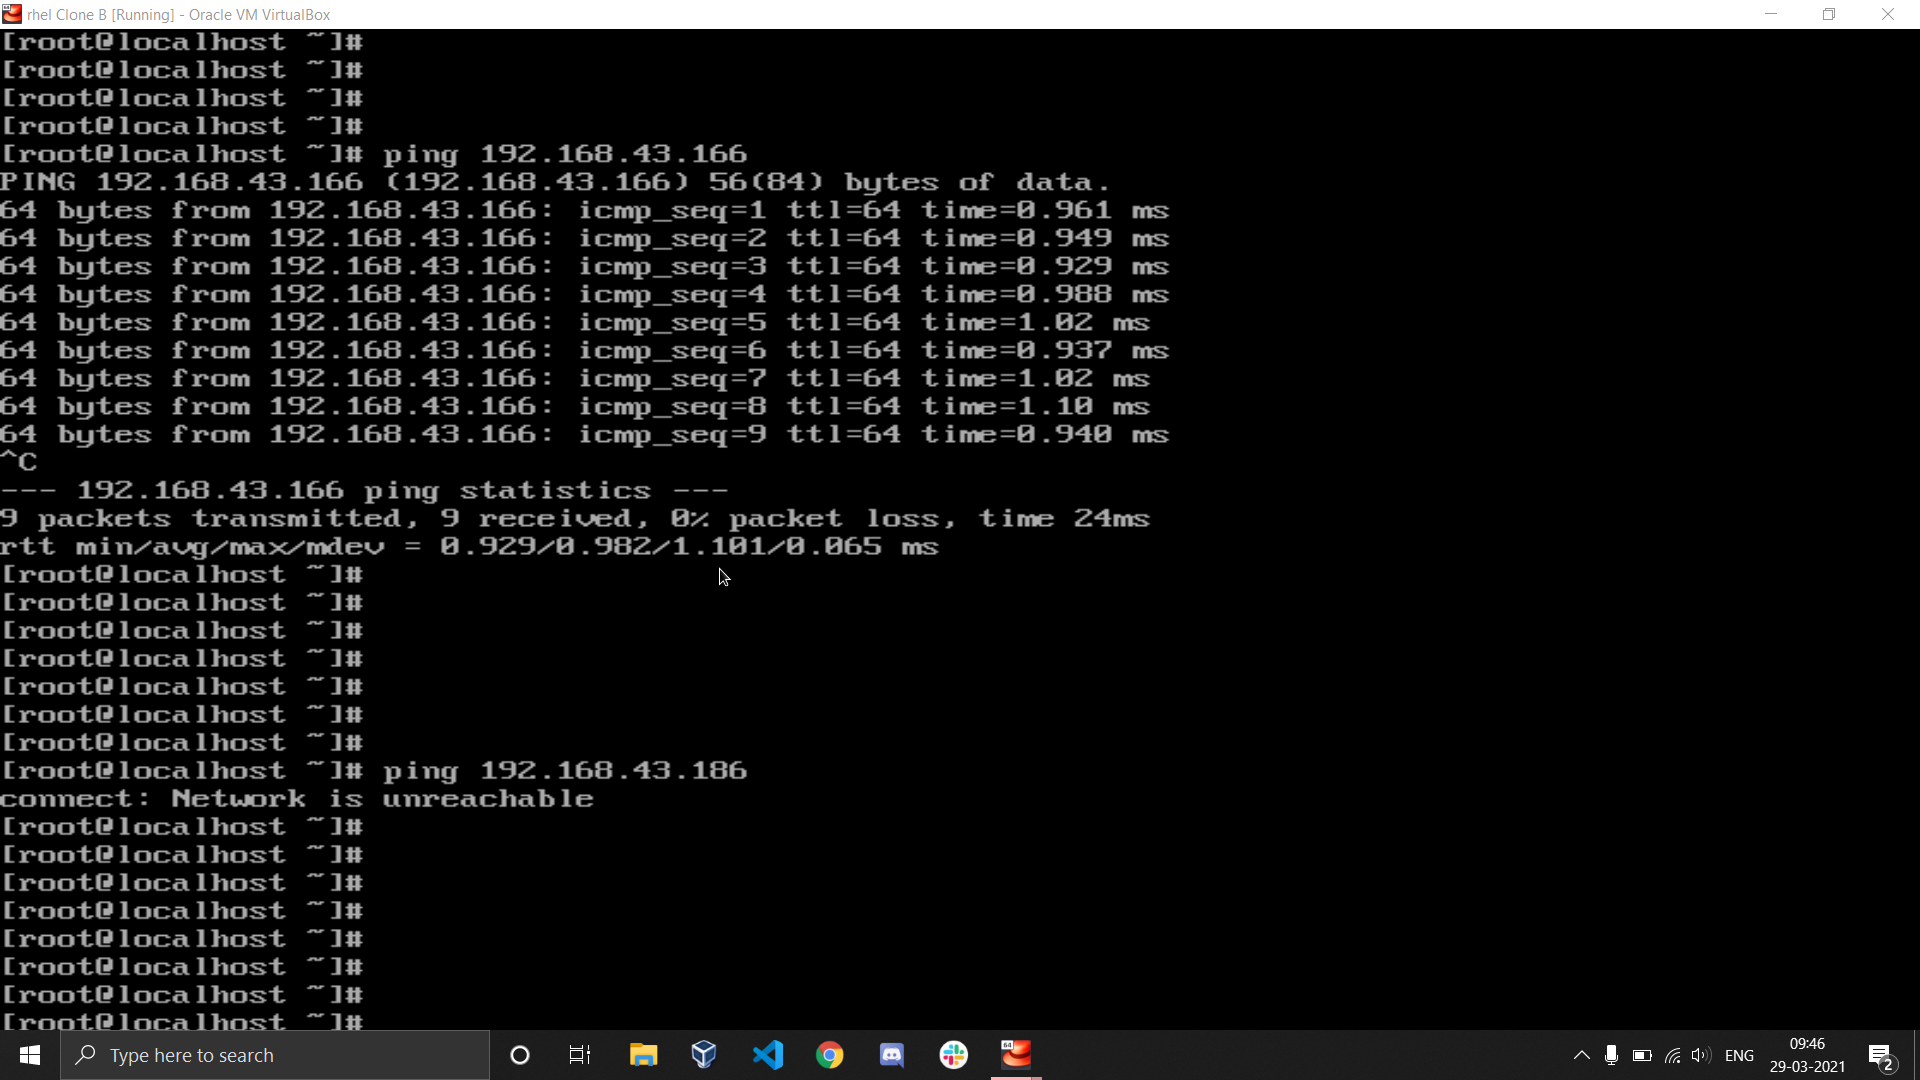 rhel Clone B [Running] - Oracle VM VirtualBox
[root@localhost ~]#
[root@localhost ~]#
[root@localhost ~]#
[root@localhost ~]#
[root@localhost ~]# ping 192.168.43.166
PING 192.168.43.166 (192.168.43.166) 56(84) bytes of data.
64 bytes from 192.168.43.166: icmp_seq=1 ttl=64 time=0.961 ms
64 bytes from 192.168.43.166: icmp_seq=2 ttl=64 time=0.949 ms
64 bytes from 192.168.43.166: icmp_seq=3 ttl=64 time=0.929 ms
64 bytes from 192.168.43.166: icmp_seq=4 ttl=64 time=0.988 ms
64 bytes from 192.168.43.166: icmp_seq=5 ttl=64 time=1.02 ms
64 bytes from 192.168.43.166: icmp_seq=6 ttl=64 time=0.937 ms
64 bytes from 192.168.43.166: icmp_seq=7 ttl=64 time=1.02 ms
64 bytes from 192.168.43.166: icmp_seq=8 ttl=64 time=1.10 ms
64 bytes from 192.168.43.166: icmp_seq=9 ttl=64 time=0.940 ms
^C
--- 192.168.43.166 ping statistics ---
9 packets transmitted, 9 received, 0% packet loss, time 24ms
rtt min/avg/max/mdev = 0.929/0.982/1.101/0.065 ms
[root@localhost ~]#
[root@localhost ~]#
[root@localhost ~]#
[root@localhost ~]#
[root@localhost ~]#
[root@localhost ~]#
[root@localhost ~]#
[root@localhost ~]# ping 192.168.43.186
connect: Network is unreachable
[root@localhost ~]#
[root@localhost ~]#
[root@localhost ~]#
[root@localhost ~]#
[root@localhost ~]#
[root@localhost ~]#
[root@localhost ~]#
[root@localhost ~]#
Type here to search
64
ENG
09:46
29-03-2021
2